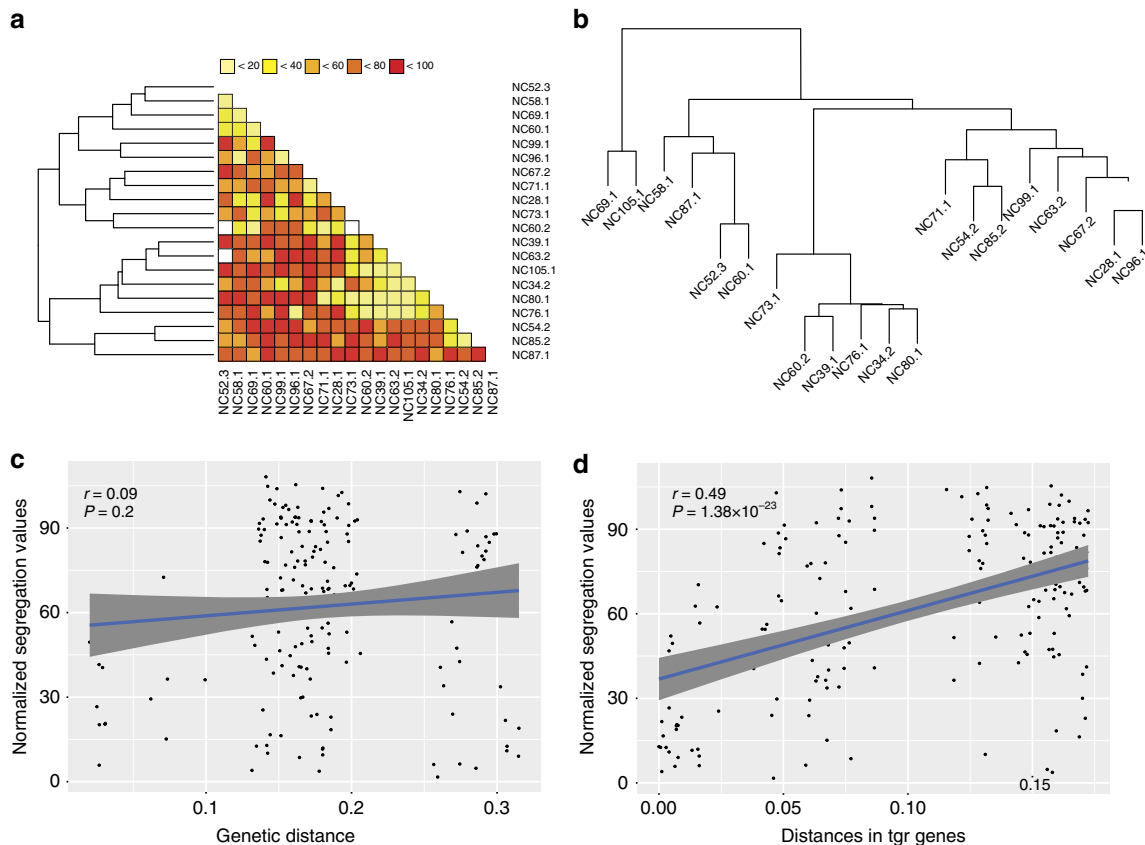 a
< 20 < 40 < 60 < 80 < 100
NC52.3
NC58.1
NC69.1
NC60.1
NC99.1
NC96.1
NC67.2
NC71.1
NC28.1
NC73.1
NC60.2
NC39.1
NC63.2
NC105.1
NC34.2
NC80.1
NC76.1
NC54.2
NC85.2
NC87.1
NC52.3
NC58.1
NC69.1
NC60.1
NC99.1
NC96.1
NC67.2
NC71.1
NC28.1
NC73.1
NC60.2
NC39.1
NC63.2
NC105.1
NC34.2
NC80.1
NC76.1
NC54.2
NC85.2
NC87.1
b
NC69.1
NC105.1
NC58.1
NC87.1
NC52.3
NC60.1
NC73.1
NC60.2
NC39.1
NC76.1
NC34.2
NC80.1
NC71.1
NC54.2
NC85.2
NC99.1
NC63.2
NC67.2
NC28.1
NC96.1
c
r = 0.09
P = 0.2
Normalized segregation values
90
60
30
0
0.1
0.2
0.3
Genetic distance
d
r = 0.49
P = 1.38×10⁻²³
Normalized segregation values
90
60
30
0
0.00
0.05
0.10
0.15
Distances in tgr genes